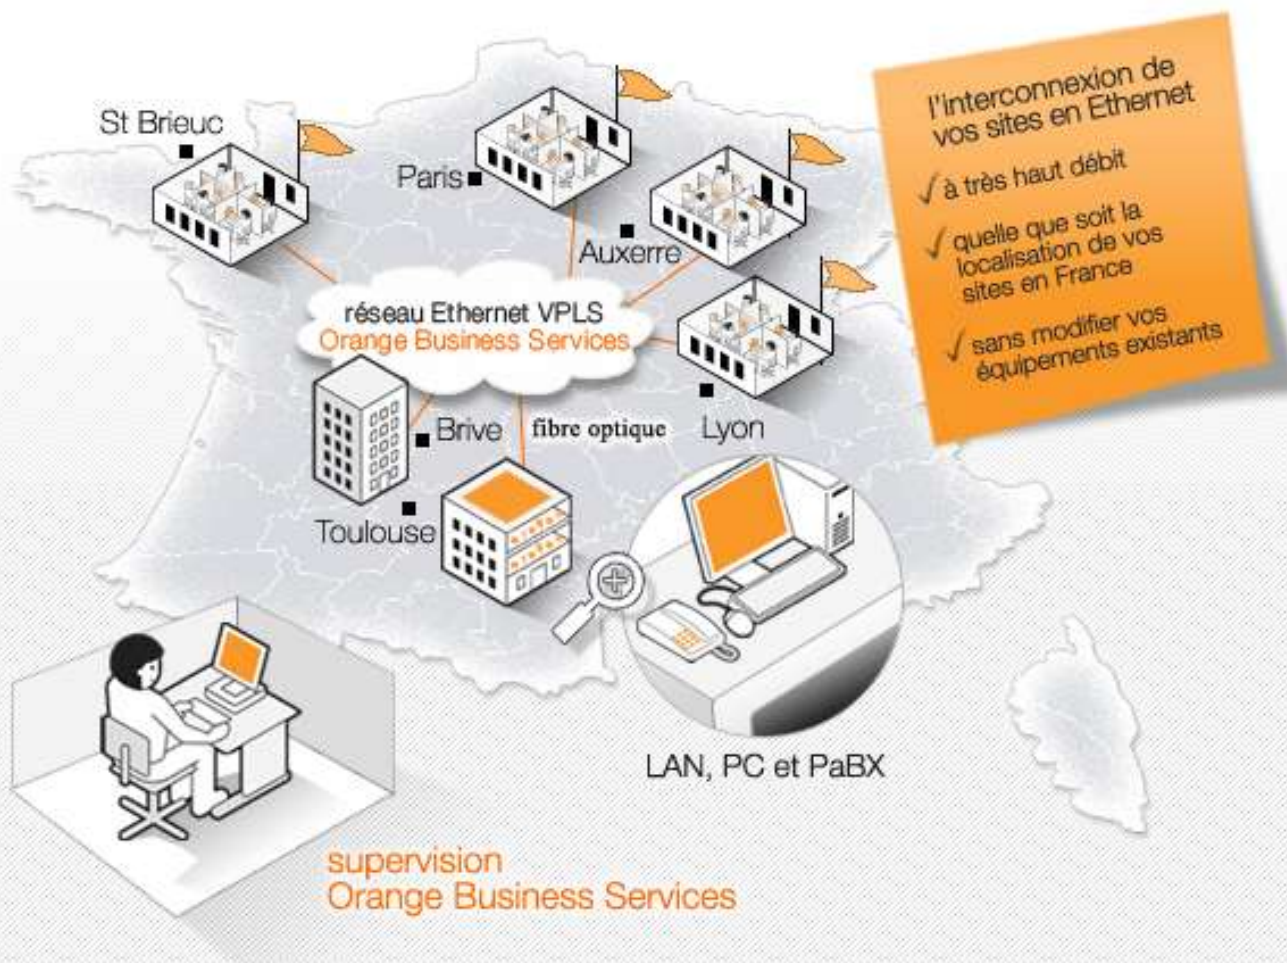 St Brieuc
Paris
Auxerre
réseau Ethernet VPLS
Orange Business Services
Brive
fibre optique
Lyon
Toulouse
LAN, PC et PaBX
supervision
Orange Business Services
l'interconnexion de
vos sites en Ethernet
à très haut débit
quelle que soit la
localisation de vos
sites en France
sans modifier vos
équipements existants